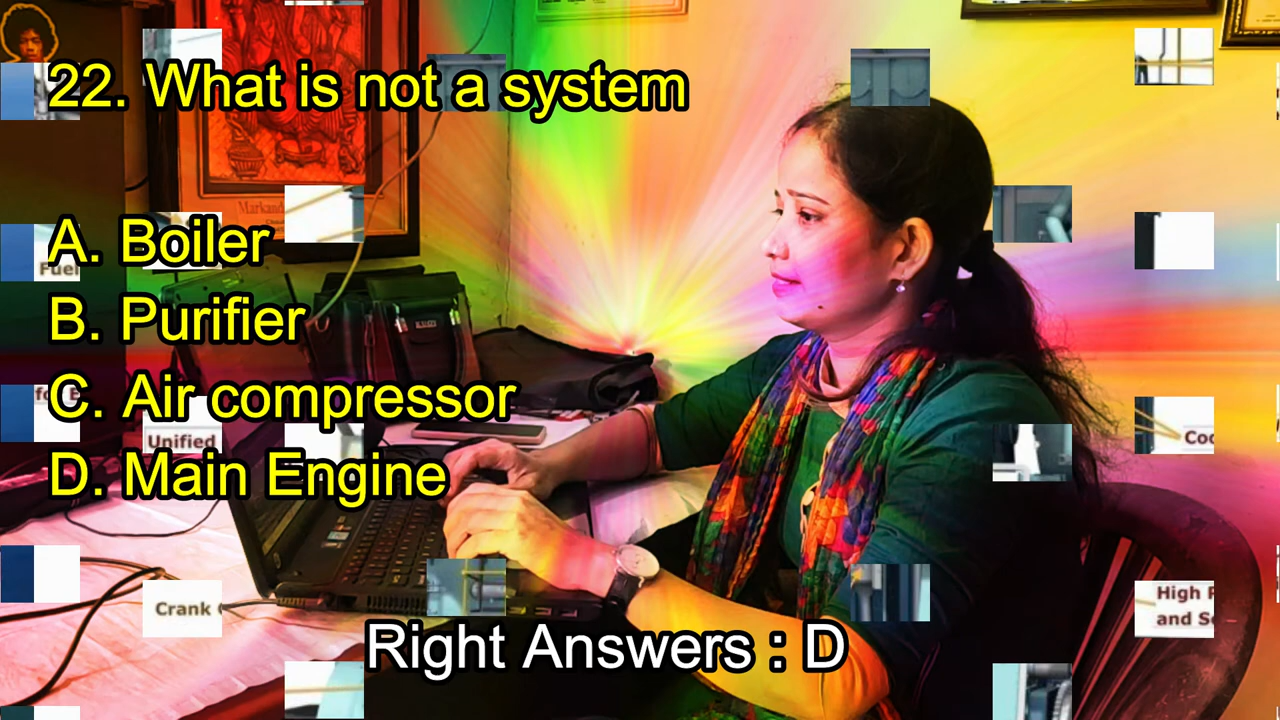 22. What is not a system
A. Boiler
Fuel
B. Purifier
C. Air compressor
Unified
Coo
D. Main Engine
Crank
High P
and Sc
Right Answers : D